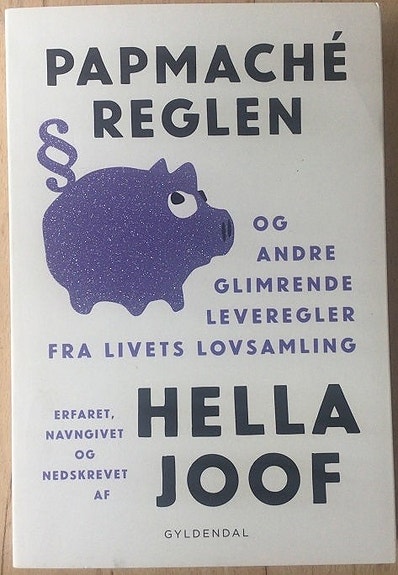 PAPMACHÉ
REGLEN
§
OG
ANDRE
GLIMRENDE
LEVEREGLER
FRA LIVETS LOVSAMLING
ERFARET,
NAVNGIVET
OG
NEDSKREVET
AF
HELLA
JOOF
GYLDENDAL